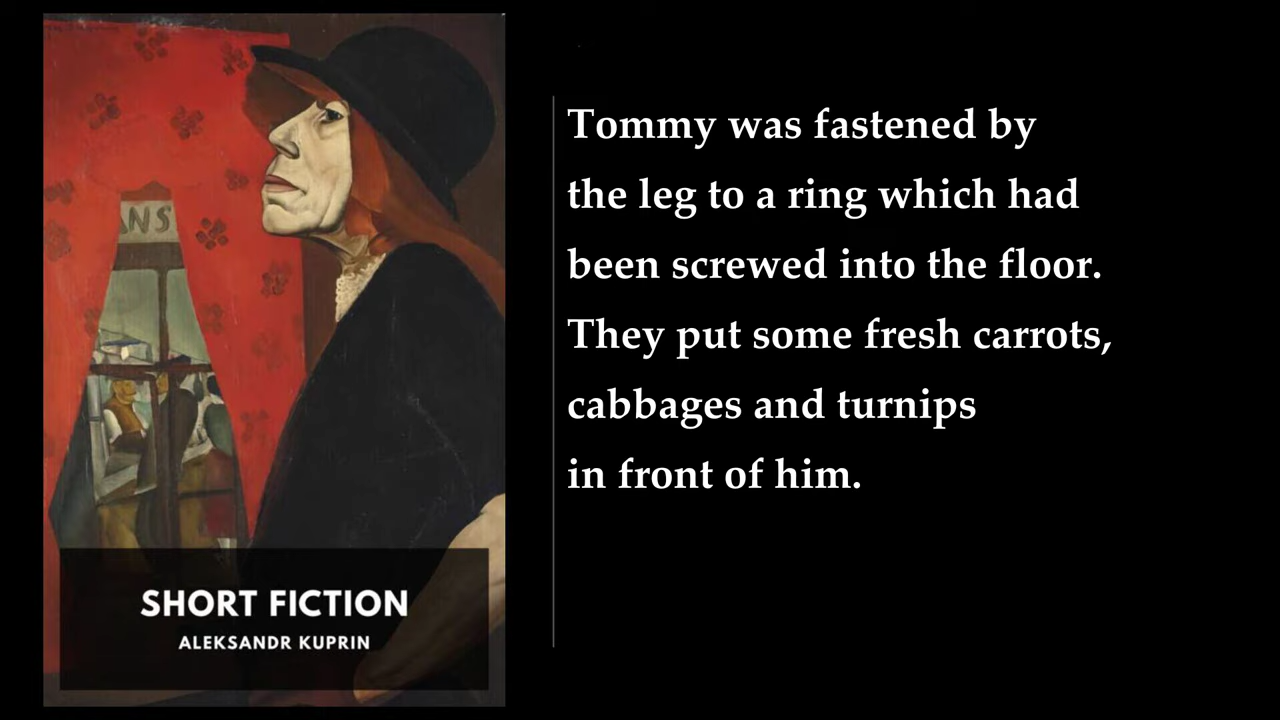 ANS
SHORT FICTION
ALEKSANDR KUPRIN
Tommy was fastened by
the leg to a ring which had
been screwed into the floor.
They put some fresh carrots,
cabbages and turnips
in front of him.